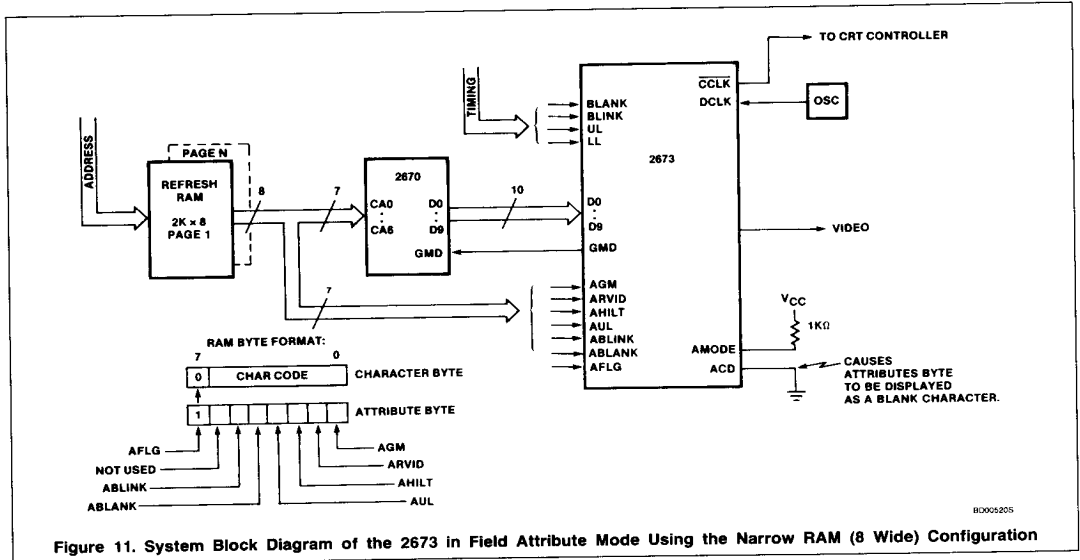 TO CRT CONTROLLER
CCLK
DCLK
OSC
TIMING
BLANK
BLINK
UL
LL
2673
ADDRESS
PAGE N
REFRESH
RAM
2K × 8
PAGE 1
8
7
2670
CA0
CA6
D0
D9
GMD
10
D0
D9
GMD
VIDEO
7
AGM
ARVID
AHILT
AUL
ABLINK
ABLANK
AFLG
VCC
1KΩ
AMODE
ACD
CAUSES
ATTRIBUTES BYTE
TO BE DISPLAYED
AS A BLANK CHARACTER.
RAM BYTE FORMAT:
7 0
0 CHAR CODE CHARACTER BYTE
1 ATTRIBUTE BYTE
AFLG
NOT USED
ABLINK
ABLANK
AGM
ARVID
AHILT
AUL
BD00520S
Figure 11. System Block Diagram of the 2673 in Field Attribute Mode Using the Narrow RAM (8 Wide) Configuration